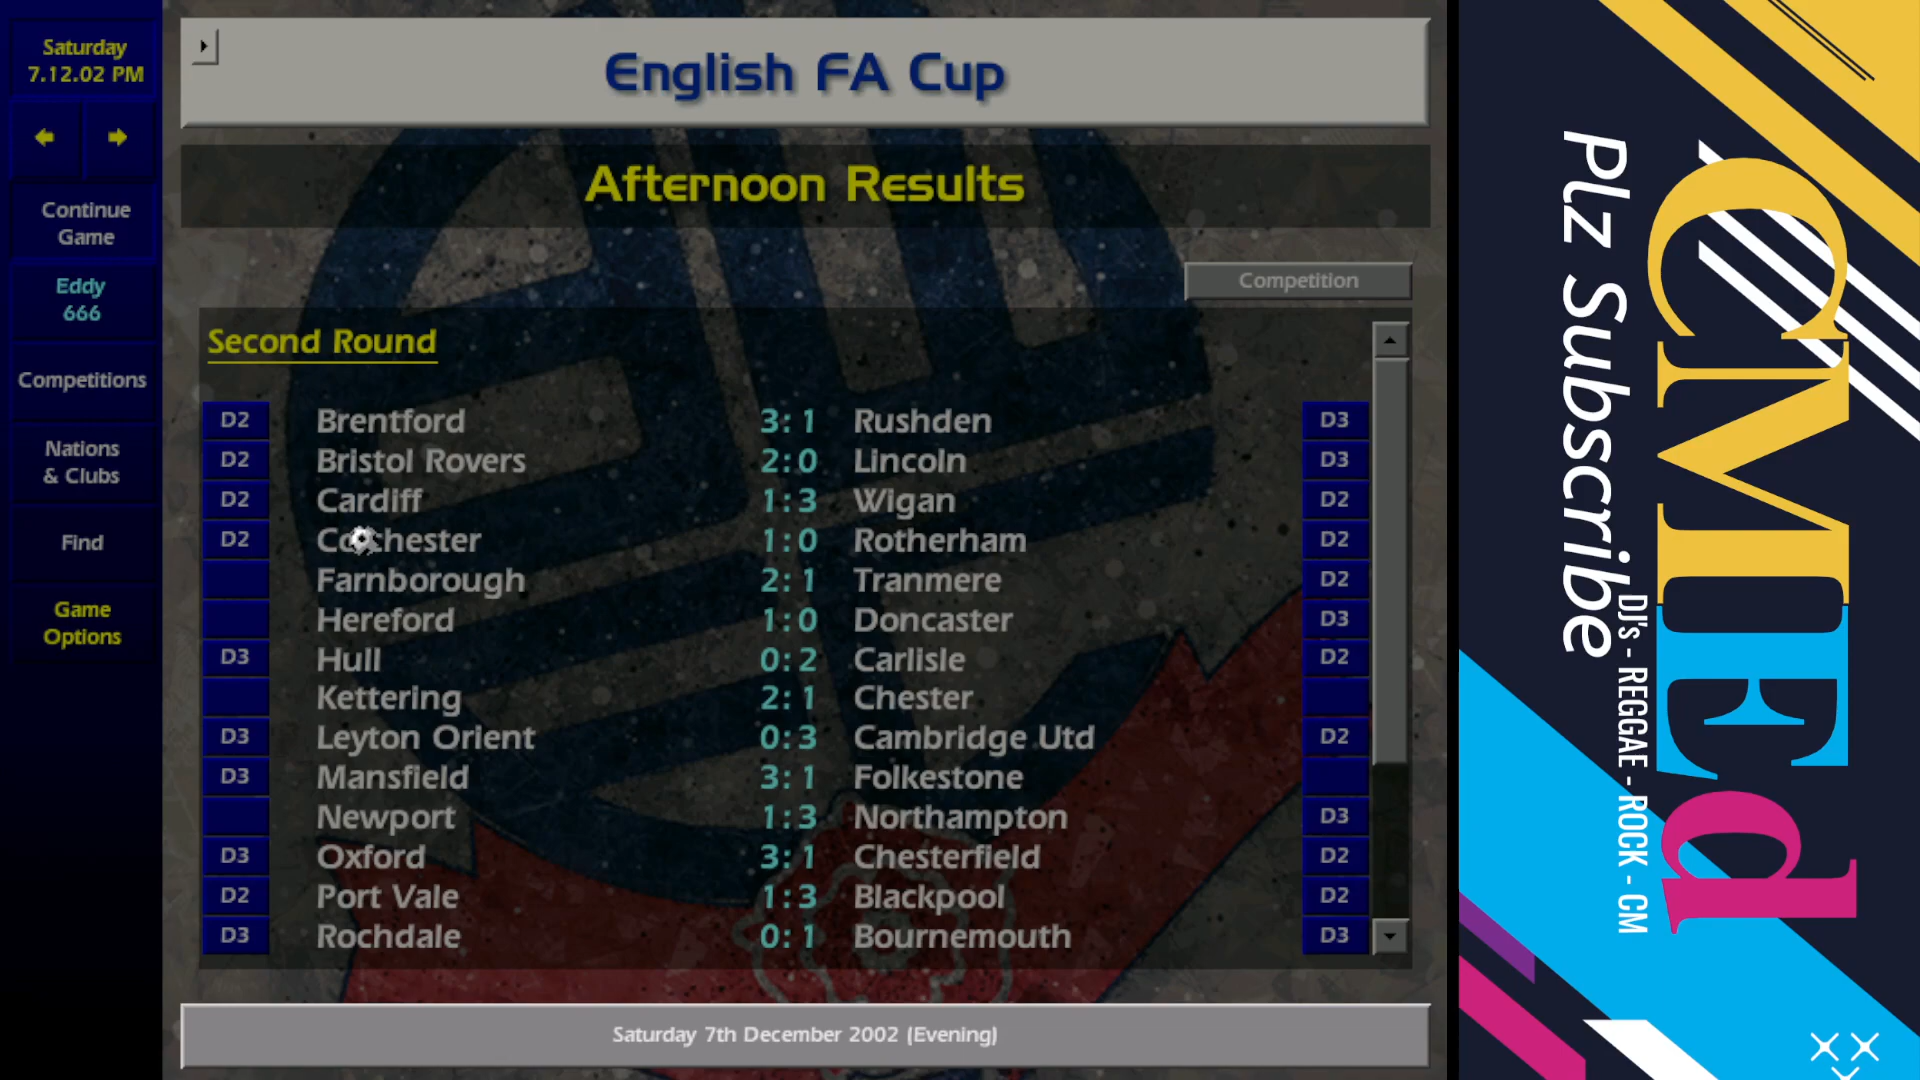 Saturday
7.12.02 PM
Continue
Game
Eddy
666
Competitions
Nations
& Clubs
Find
Game
Options
English FA Cup
Afternoon Results
Competition
Second Round
D2 Brentford 3:1 Rushden D3
D2 Bristol Rovers 2:0 Lincoln D3
D2 Cardiff 1:3 Wigan D2
D2 Colchester 1:0 Rotherham D2
Farnborough 2:1 Tranmere D2
Hereford 1:0 Doncaster D3
D3 Hull 0:2 Carlisle D2
Kettering 2:1 Chester
D3 Leyton Orient 0:3 Cambridge Utd D2
D3 Mansfield 3:1 Folkestone
Newport 1:3 Northampton D3
D3 Oxford 3:1 Chesterfield D2
D2 Port Vale 1:3 Blackpool D2
D3 Rochdale 0:1 Bournemouth D3
Saturday 7th December 2002 (Evening)
CMEd
Plz Subscribe
DJ's - REGGAE - ROCK - CM